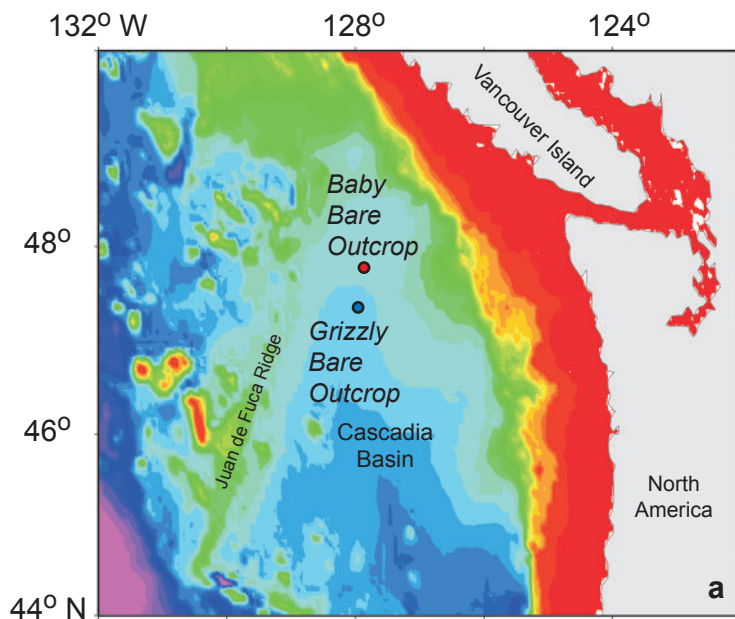 132° W
128°
124°
Vancouver Island
Baby
Bare
Outcrop
48°
Grizzly
Bare
Outcrop
Juan de Fuca Ridge
46°
Cascadia
Basin
North
America
a
44° N